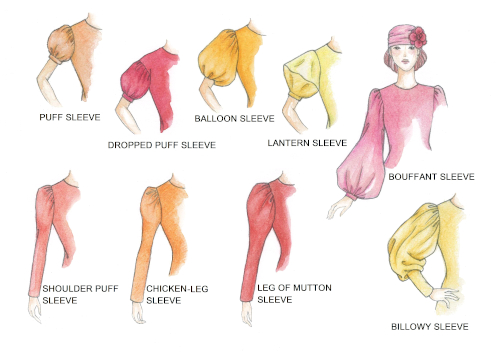 PUFF SLEEVE
DROPPED PUFF SLEEVE
BALLOON SLEEVE
LANTERN SLEEVE
BOUFFANT SLEEVE
SHOULDER PUFF
SLEEVE
CHICKEN-LEG
SLEEVE
LEG OF MUTTON
SLEEVE
BILLOWY SLEEVE